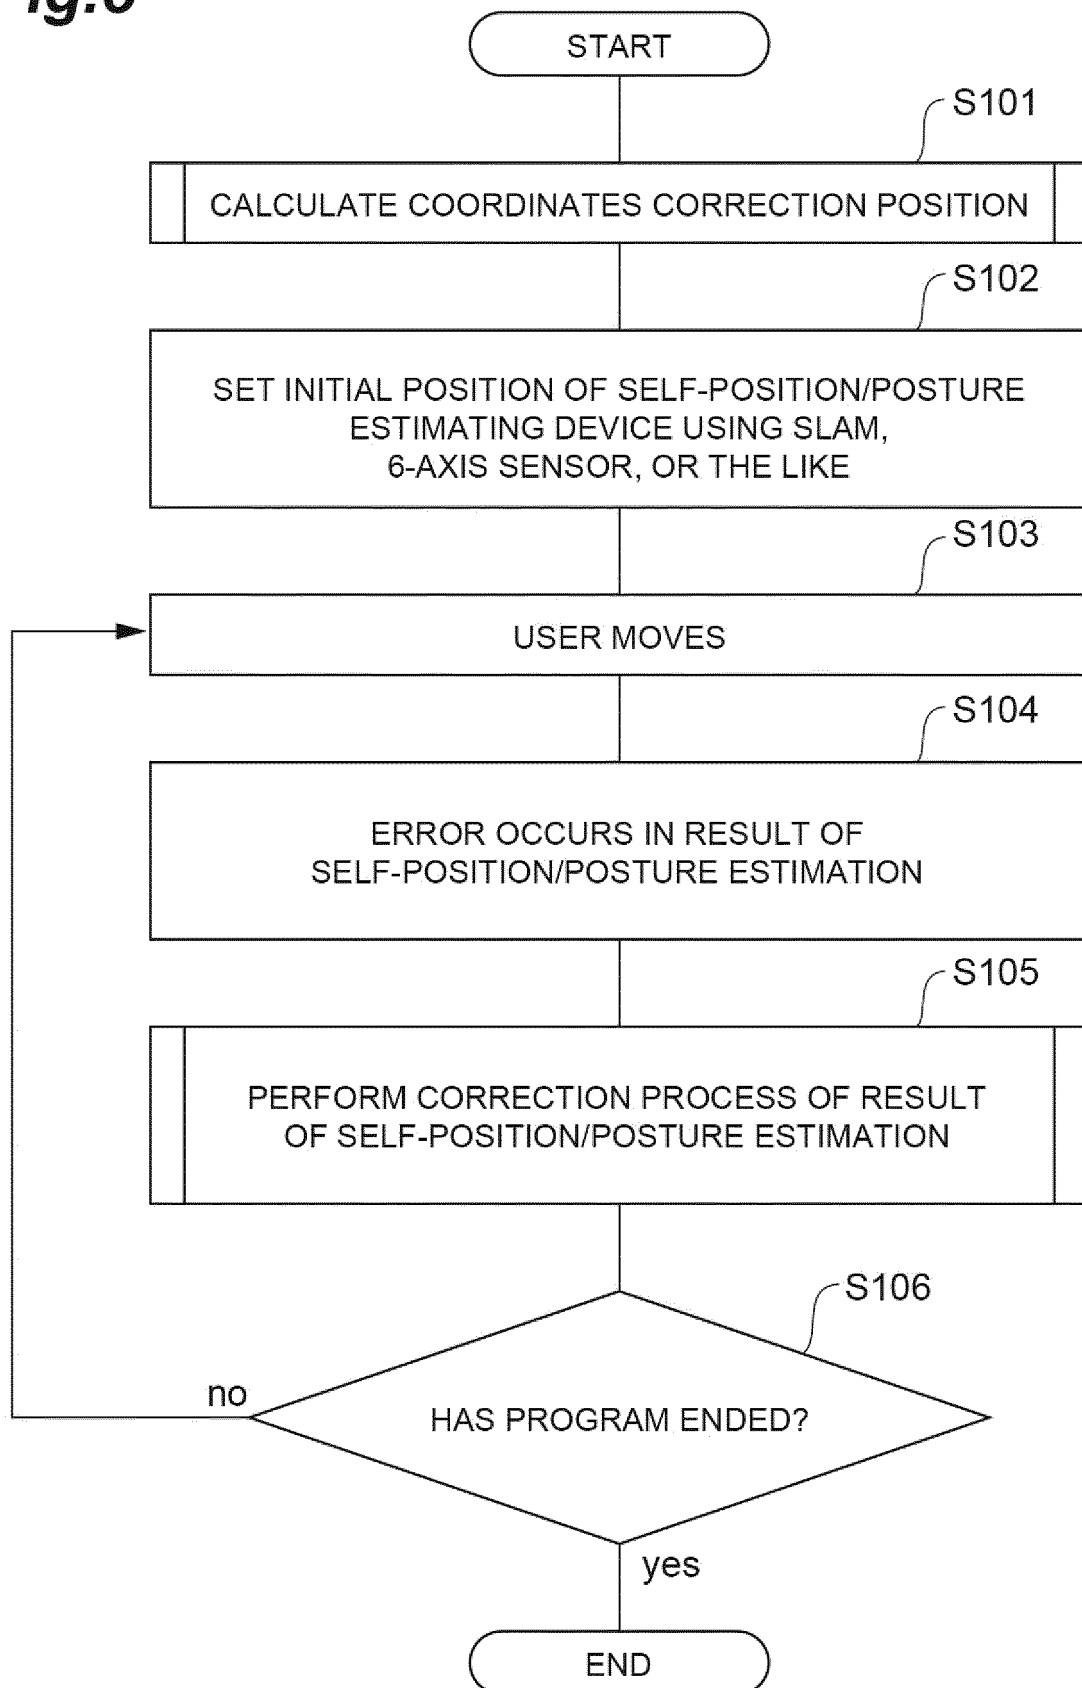 START
S101
CALCULATE COORDINATES CORRECTION POSITION
S102
SET INITIAL POSITION OF SELF-POSITION/POSTURE
ESTIMATING DEVICE USING SLAM,
6-AXIS SENSOR, OR THE LIKE
S103
USER MOVES
S104
ERROR OCCURS IN RESULT OF
SELF-POSITION/POSTURE ESTIMATION
S105
PERFORM CORRECTION PROCESS OF RESULT
OF SELF-POSITION/POSTURE ESTIMATION
S106
no
HAS PROGRAM ENDED?
yes
END